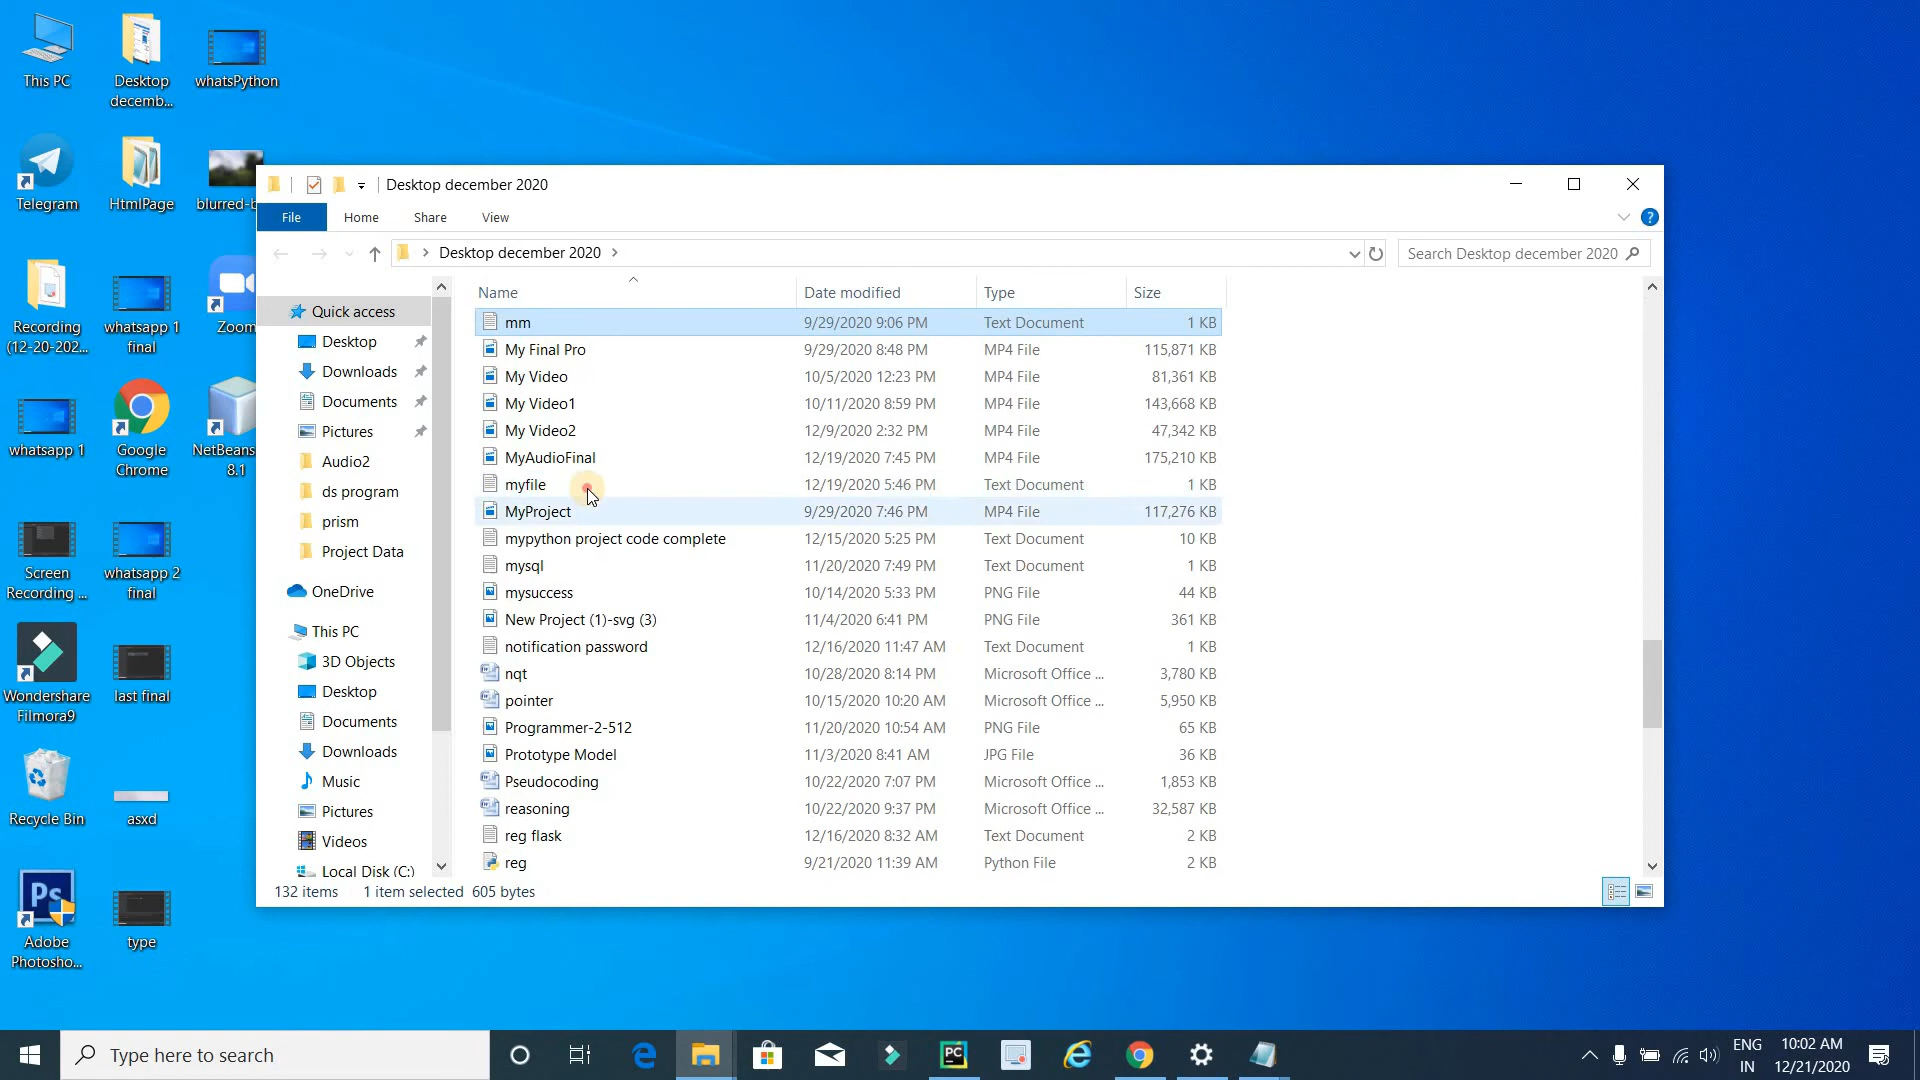 This PC
Desktop
decemb...
whatsPython
Telegram
HtmlPage
blurred-b
Recording
(12-20-202...
whatsapp 1
final
Zoom
whatsapp 1
Google
Chrome
NetBeans
8.1
Screen
Recording ...
whatsapp 2
final
Wondershare
Filmora9
last final
Recycle Bin
asxd
Ps
Adobe
Photosho...
type
Desktop december 2020
File Home Share View
Desktop december 2020
Search Desktop december 2020
Quick access
Desktop
Downloads
Documents
Pictures
Audio2
ds program
prism
Project Data
OneDrive
This PC
3D Objects
Desktop
Documents
Downloads
Music
Pictures
Videos
Local Disk (C:)
Name Date modified Type Size
mm 9/29/2020 9:06 PM Text Document 1 KB
My Final Pro 9/29/2020 8:48 PM MP4 File 115,871 KB
My Video 10/5/2020 12:23 PM MP4 File 81,361 KB
My Video1 10/11/2020 8:59 PM MP4 File 143,668 KB
My Video2 12/9/2020 2:32 PM MP4 File 47,342 KB
MyAudioFinal 12/19/2020 7:45 PM MP4 File 175,210 KB
myfile 12/19/2020 5:46 PM Text Document 1 KB
MyProject 9/29/2020 7:46 PM MP4 File 117,276 KB
mypython project code complete 12/15/2020 5:25 PM Text Document 10 KB
mysql 11/20/2020 7:49 PM Text Document 1 KB
mysuccess 10/14/2020 5:33 PM PNG File 44 KB
New Project (1)-svg (3) 11/4/2020 6:41 PM PNG File 361 KB
notification password 12/16/2020 11:47 AM Text Document 1 KB
nqt 10/28/2020 8:14 PM Microsoft Office ... 3,780 KB
pointer 10/15/2020 10:20 AM Microsoft Office ... 5,950 KB
Programmer-2-512 11/20/2020 10:54 AM PNG File 65 KB
Prototype Model 11/3/2020 8:41 AM JPG File 36 KB
Pseudocoding 10/22/2020 7:07 PM Microsoft Office ... 1,853 KB
reasoning 10/22/2020 9:37 PM Microsoft Office ... 32,587 KB
reg flask 12/16/2020 8:32 AM Text Document 2 KB
reg 9/21/2020 11:39 AM Python File 2 KB
132 items 1 item selected 605 bytes
Type here to search
PC
ENG
IN
10:02 AM
12/21/2020